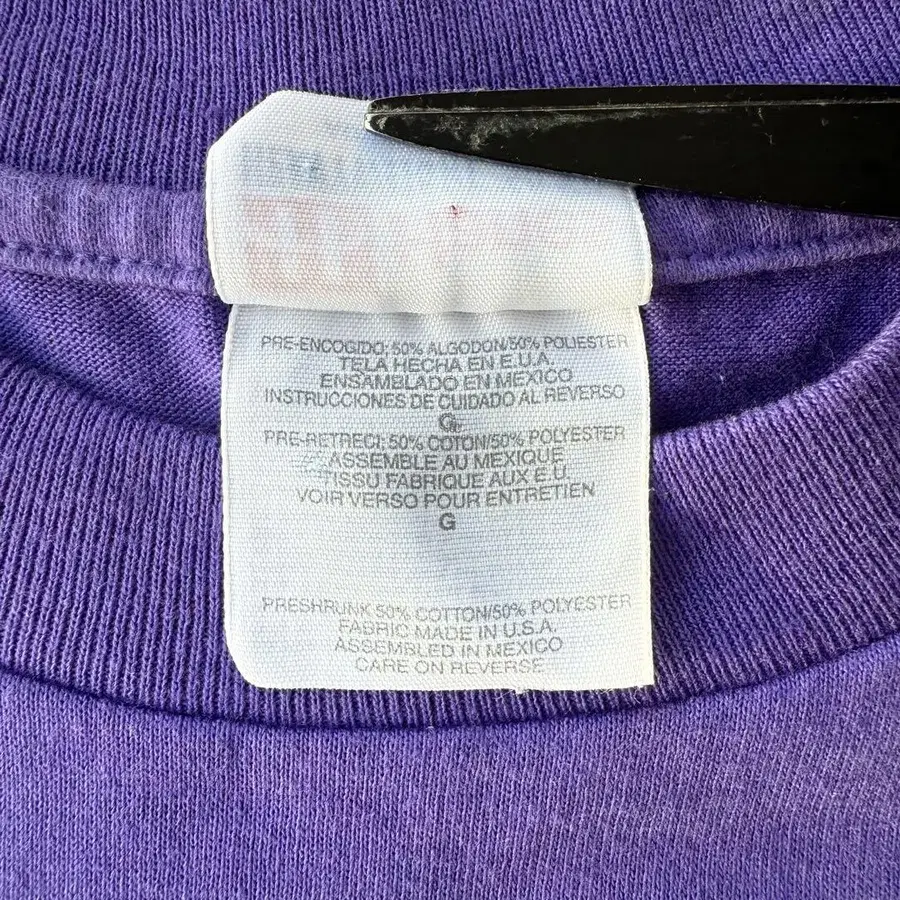 PRE-ENCOGIDO: 50% ALGODON/50% POLIESTER
TELA HECHA EN E.U.A.
ENSAMBLADO EN MEXICO
INSTRUCCIONES DE CUIDADO AL REVERSO
G
PRE-RETRECI: 50% COTON/50% POLYESTER
ASSEMBLE AU MEXIQUE
TISSU FABRIQUE AUX E.U.
VOIR VERSO POUR ENTRETIEN
G
PRESHRUNK 50% COTTON/50% POLYESTER
FABRIC MADE IN U.S.A.
ASSEMBLED IN MEXICO
CARE ON REVERSE